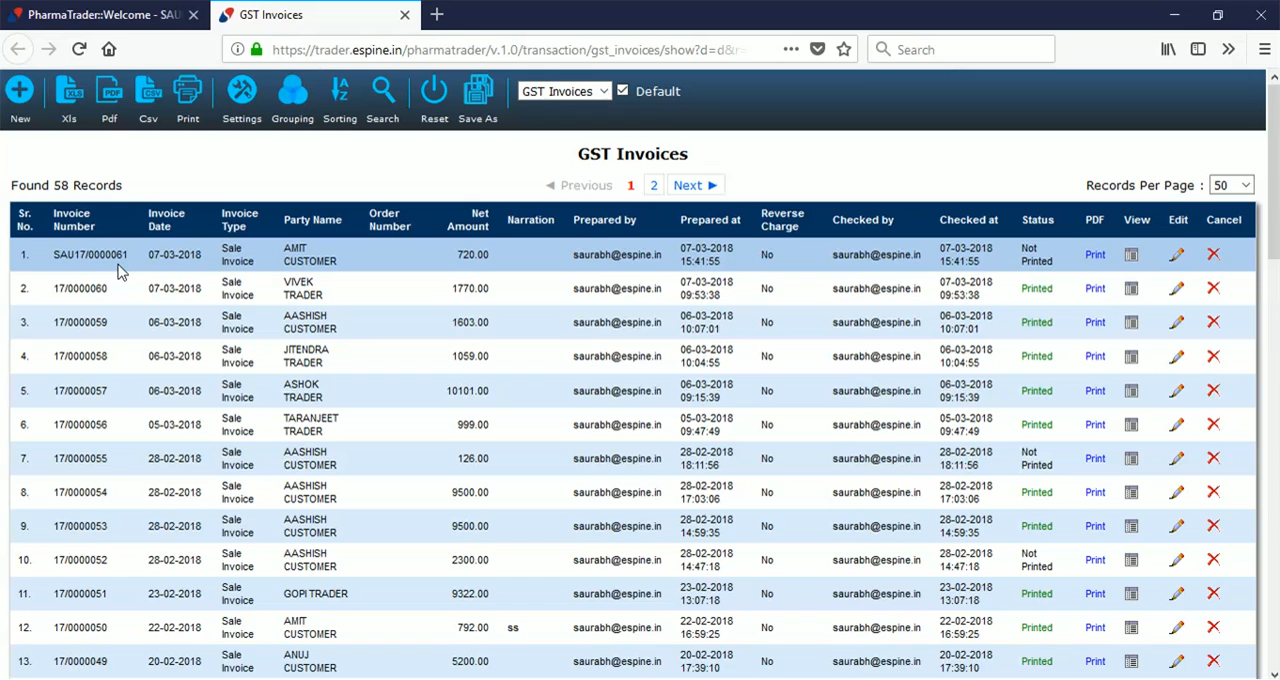 PharmaTrader::Welcome - SAU
GST Invoices
https://trader.espine.in/pharmatrader/v.1.0/transaction/gst_invoices/show?d=d&
Search
New
Xls
Pdf
Csv
Print
Settings
Grouping
Sorting
Search
Reset
Save As
GST Invoices
Default
GST Invoices
Found 58 Records
◄ Previous 1 2 Next ►
Records Per Page : 50
Sr. No. Invoice Number Invoice Date Invoice Type Party Name Order Number Net Amount Narration Prepared by Prepared at Reverse Charge Checked by Checked at Status PDF View Edit Cancel
1. SAU17/0000061 07-03-2018 Sale Invoice AMIT CUSTOMER 720.00 saurabh@espine.in 07-03-2018 15:41:55 No saurabh@espine.in 07-03-2018 15:41:55 Not Printed Print
2. 17/0000060 07-03-2018 Sale Invoice VIVEK TRADER 1770.00 saurabh@espine.in 07-03-2018 09:53:38 No saurabh@espine.in 07-03-2018 09:53:38 Printed Print
3. 17/0000059 06-03-2018 Sale Invoice AASHISH CUSTOMER 1603.00 saurabh@espine.in 06-03-2018 10:07:01 No saurabh@espine.in 06-03-2018 10:07:01 Printed Print
4. 17/0000058 06-03-2018 Sale Invoice JITENDRA TRADER 1059.00 saurabh@espine.in 06-03-2018 10:04:55 No saurabh@espine.in 06-03-2018 10:04:55 Printed Print
5. 17/0000057 06-03-2018 Sale Invoice ASHOK TRADER 10101.00 saurabh@espine.in 06-03-2018 09:15:39 No saurabh@espine.in 06-03-2018 09:15:39 Printed Print
6. 17/0000056 05-03-2018 Sale Invoice TARANJEET TRADER 999.00 saurabh@espine.in 05-03-2018 09:47:49 No saurabh@espine.in 05-03-2018 09:47:49 Printed Print
7. 17/0000055 28-02-2018 Sale Invoice AASHISH CUSTOMER 126.00 saurabh@espine.in 28-02-2018 18:11:56 No saurabh@espine.in 28-02-2018 18:11:56 Not Printed Print
8. 17/0000054 28-02-2018 Sale Invoice AASHISH CUSTOMER 9500.00 saurabh@espine.in 28-02-2018 17:03:06 No saurabh@espine.in 28-02-2018 17:03:06 Printed Print
9. 17/0000053 28-02-2018 Sale Invoice AASHISH CUSTOMER 9500.00 saurabh@espine.in 28-02-2018 14:59:35 No saurabh@espine.in 28-02-2018 14:59:35 Printed Print
10. 17/0000052 28-02-2018 Sale Invoice AASHISH CUSTOMER 2300.00 saurabh@espine.in 28-02-2018 14:47:18 No saurabh@espine.in 28-02-2018 14:47:18 Not Printed Print
11. 17/0000051 23-02-2018 Sale Invoice GOPI TRADER 9322.00 saurabh@espine.in 23-02-2018 13:07:18 No saurabh@espine.in 23-02-2018 13:07:18 Printed Print
12. 17/0000050 22-02-2018 Sale Invoice AMIT CUSTOMER 792.00 ss saurabh@espine.in 22-02-2018 16:59:25 No saurabh@espine.in 22-02-2018 16:59:25 Printed Print
13. 17/0000049 20-02-2018 Sale Invoice ANUJ CUSTOMER 5200.00 saurabh@espine.in 20-02-2018 17:39:10 No saurabh@espine.in 20-02-2018 17:39:10 Printed Print